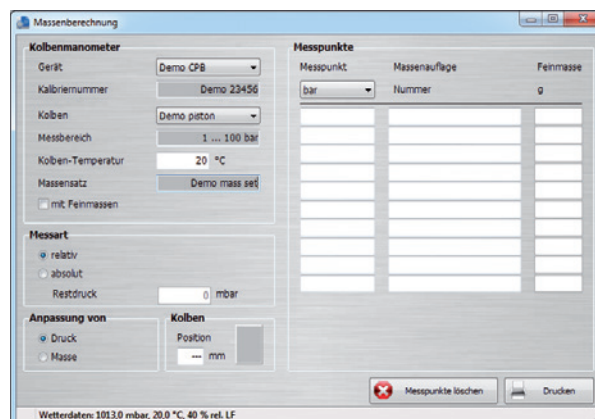 Massenberechnung
Kolbenmanometer
Gerät Demo CPB
Kalibriernummer Demo 23456
Kolben Demo piston
Messbereich 1 ... 100 bar
Kolben-Temperatur 20 °C
Massensatz Demo mass set
mit Feinmassen
Messart
relativ
absolut
Restdruck 0 mbar
Anpassung von
Druck
Masse
Kolben
Position
--- mm
Messpunkte
Messpunkt Massenauflage Feinmasse
bar Nummer g
Messpunkte löschen Drucken
Wetterdaten: 1013,0 mbar, 20,0 °C, 40 % rel. LF